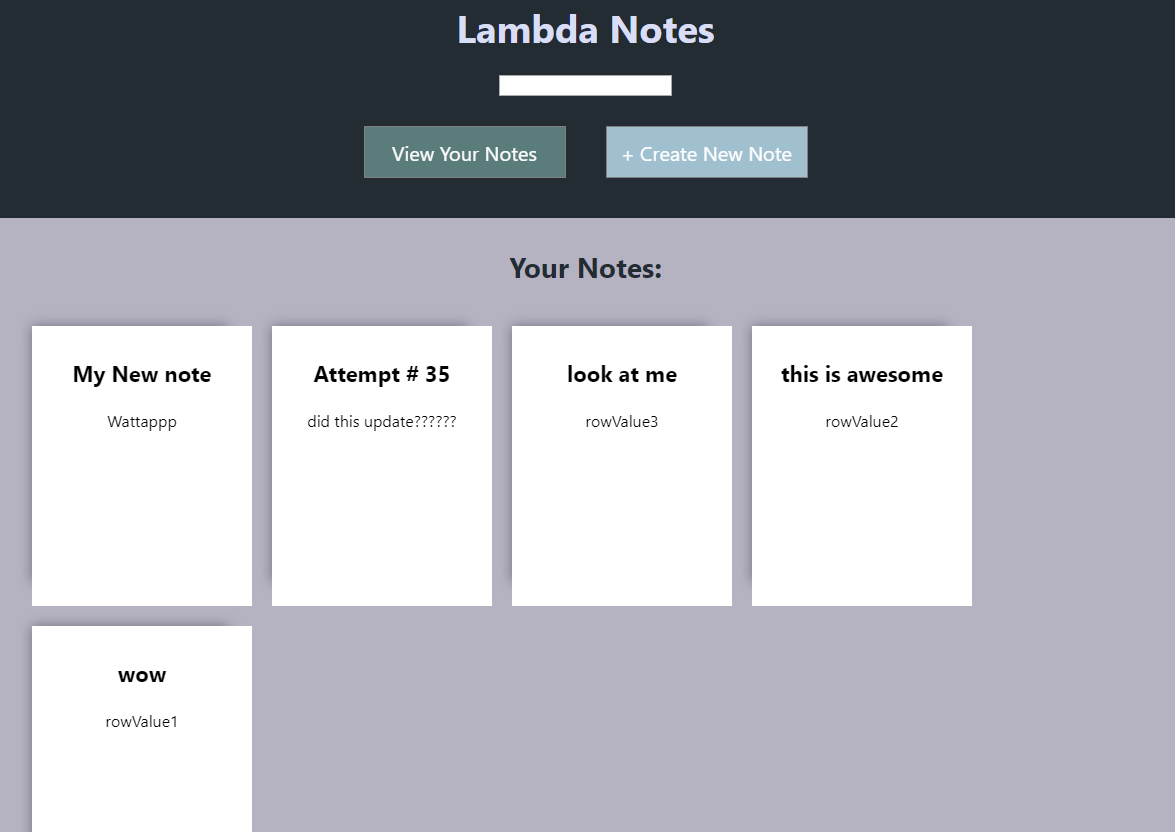 Lambda Notes
View Your Notes
+ Create New Note
Your Notes:
My New note
Wattappp
Attempt # 35
did this update??????
look at me
rowValue3
this is awesome
rowValue2
wow
rowValue1